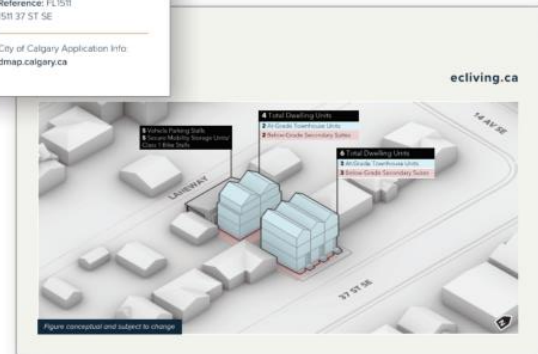 Reference: FL1511
1511 37 ST SE
City of Calgary Application Info:
dmap.calgary.ca
ecliving.ca
5 Vehicle Parking Stalls
5 Secure Mobility Storage Units/
Class 1 Bike Stalls
4 Total Dwelling Units
2 At-Grade Townhouse Units
2 Below-Grade Secondary Suites
6 Total Dwelling Units
3 At-Grade Townhouse Units
3 Below-Grade Secondary Suites
14 AV SE
LANEWAY
37 ST SE
Figure conceptual and subject to change